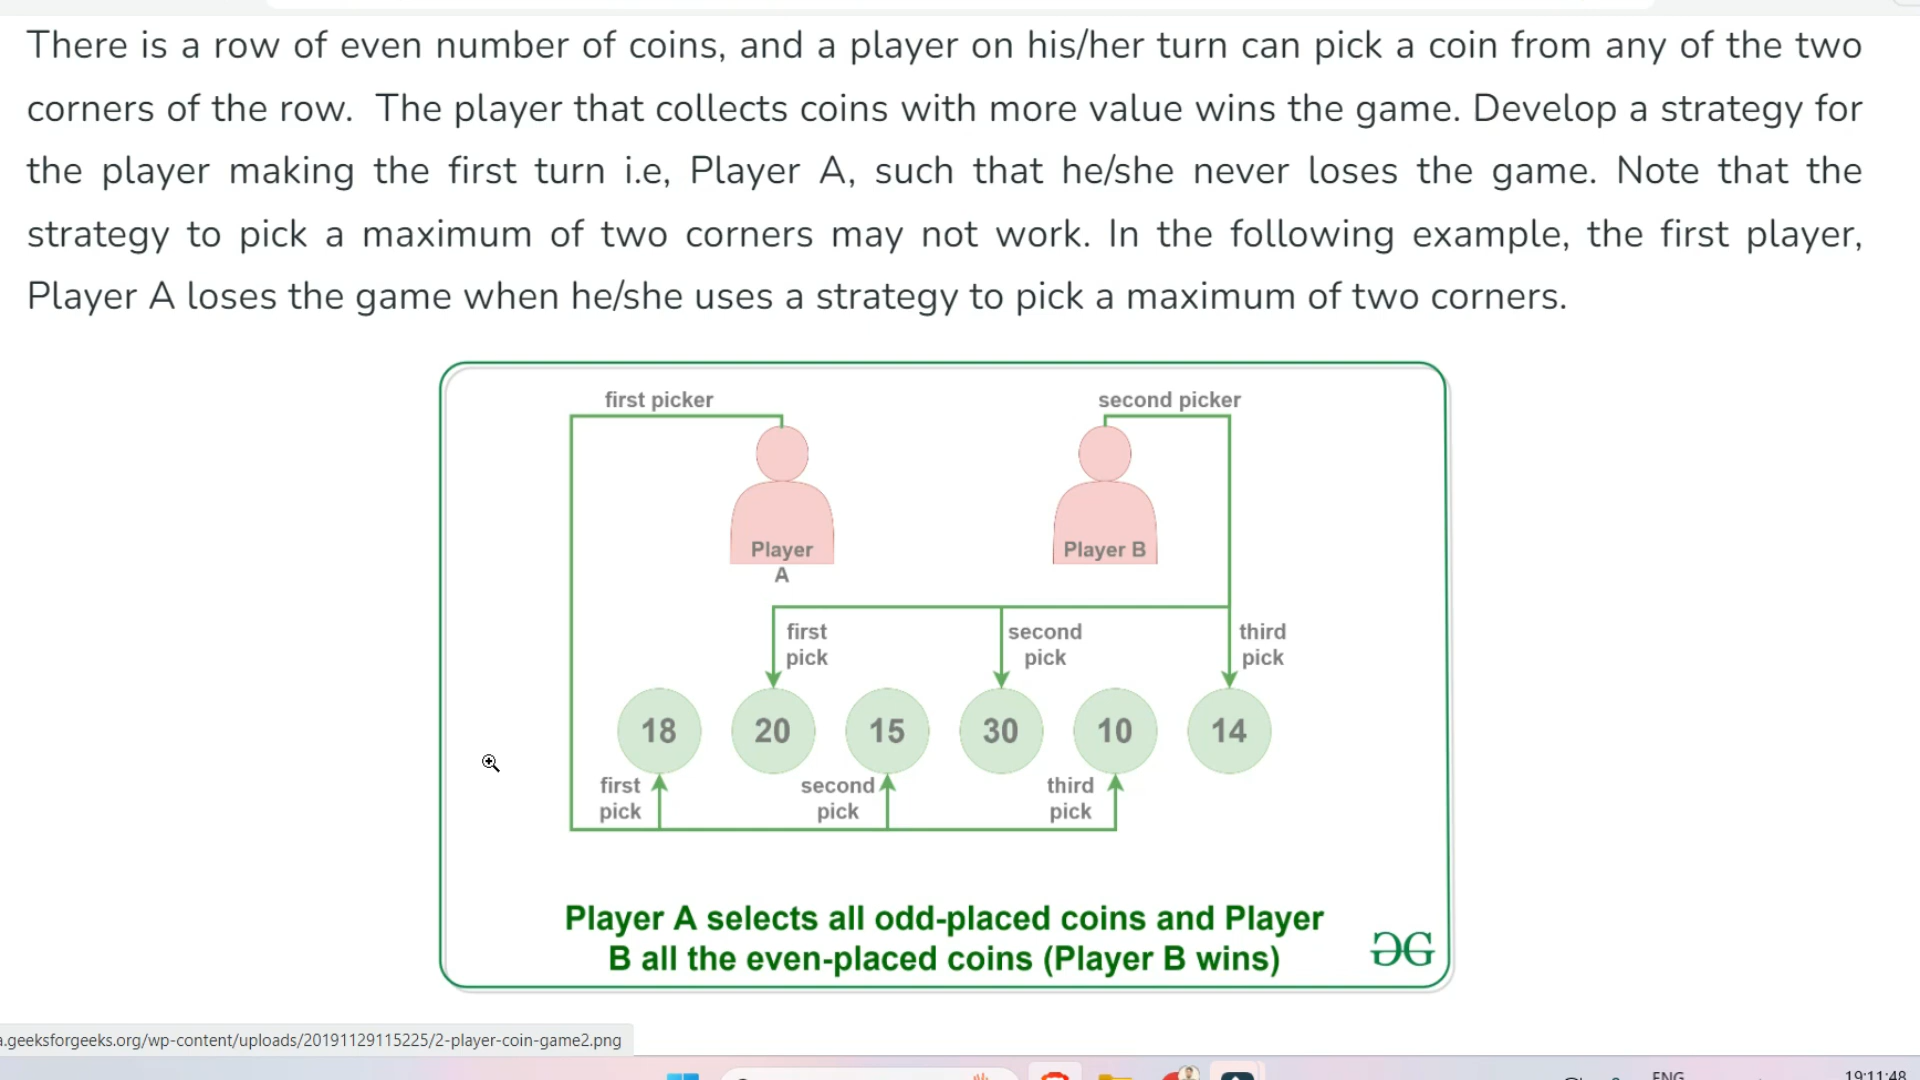 There is a row of even number of coins, and a player on his/her turn can pick a coin from any of the two
corners of the row. The player that collects coins with more value wins the game. Develop a strategy for
the player making the first turn i.e, Player A, such that he/she never loses the game. Note that the
strategy to pick a maximum of two corners may not work. In the following example, the first player,
Player A loses the game when he/she uses a strategy to pick a maximum of two corners.
first picker
second picker
Player
A
Player B
first
pick
second
pick
third
pick
18 20 15 30 10 14
first
pick
second
pick
third
pick
Player A selects all odd-placed coins and Player
B all the even-placed coins (Player B wins)
a.geeksforgeeks.org/wp-content/uploads/20191129115225/2-player-coin-game2.png
ENG
19:11:48